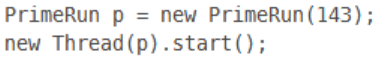 PrimeRun p = new PrimeRun(143);
new Thread(p).start();